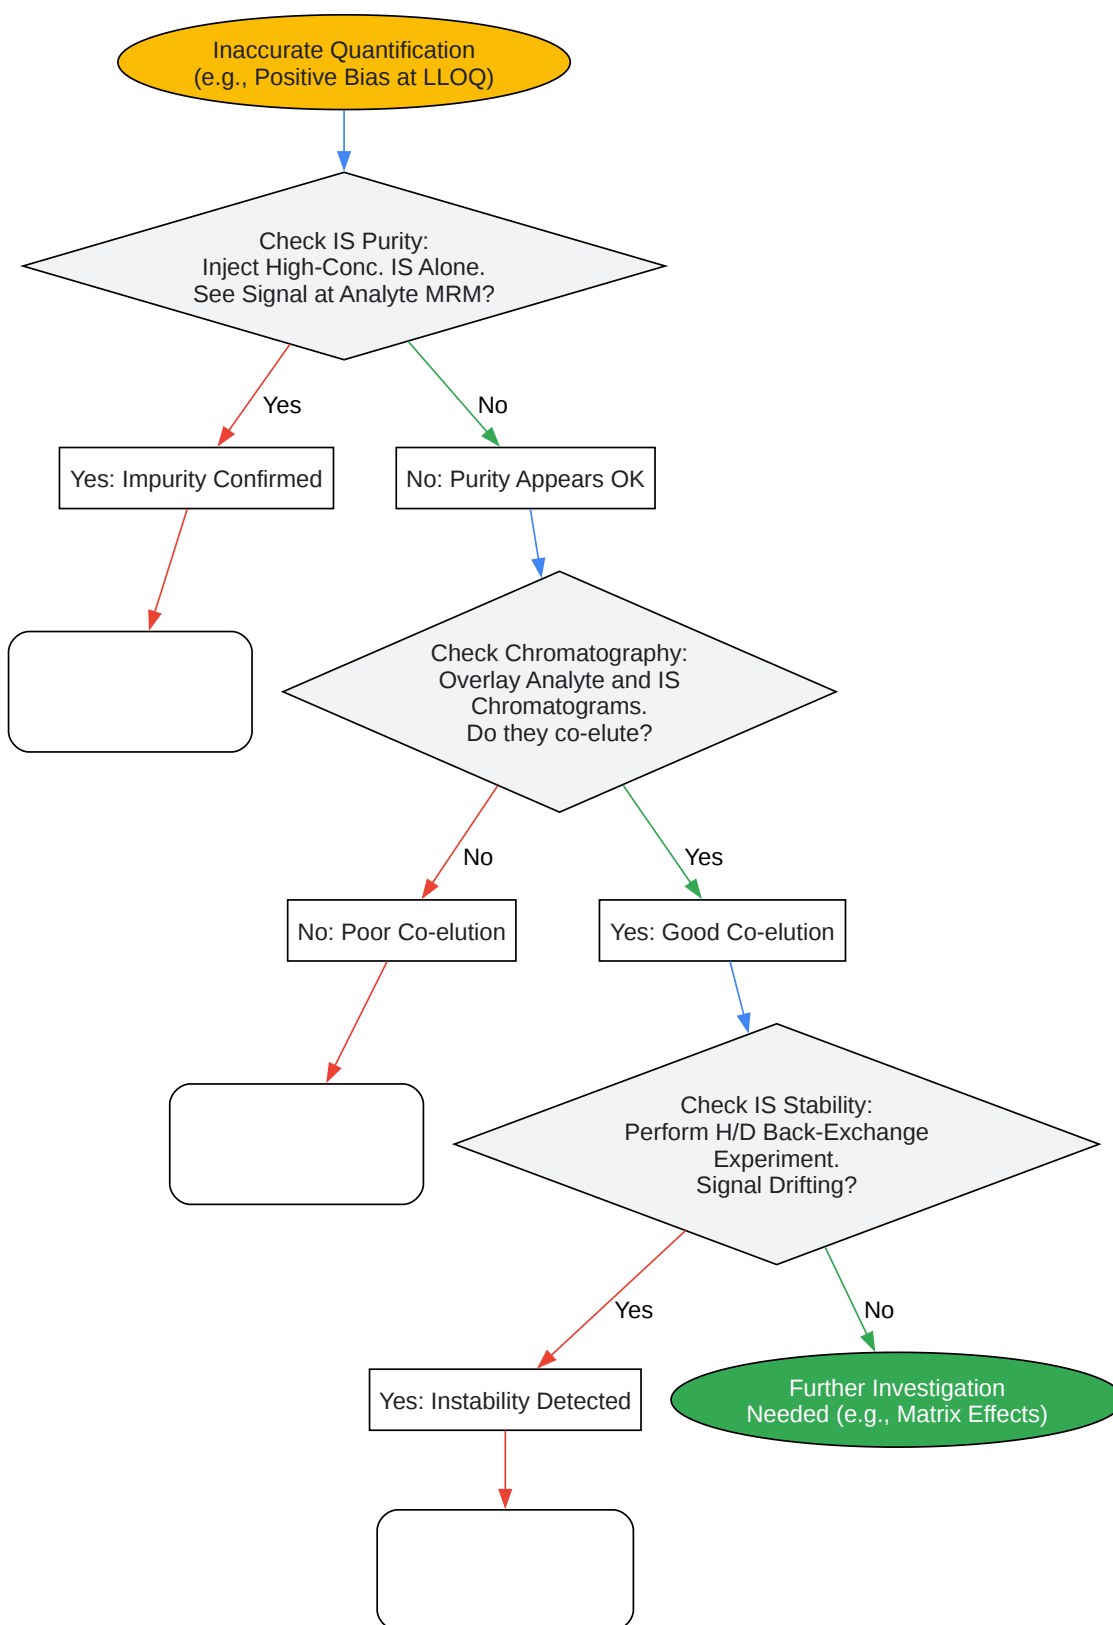 Inaccurate Quantification
(e.g., Positive Bias at LLOQ)
Check IS Purity:
Inject High-Conc. IS Alone.
See Signal at Analyte MRM?
Yes
No
Yes: Impurity Confirmed
No: Purity Appears OK
Check Chromatography:
Overlay Analyte and IS
Chromatograms.
Do they co-elute?
No
Yes
No: Poor Co-elution
Yes: Good Co-elution
Check IS Stability:
Perform H/D Back-Exchange
Experiment.
Signal Drifting?
Yes
No
Yes: Instability Detected
Further Investigation
Needed (e.g., Matrix Effects)